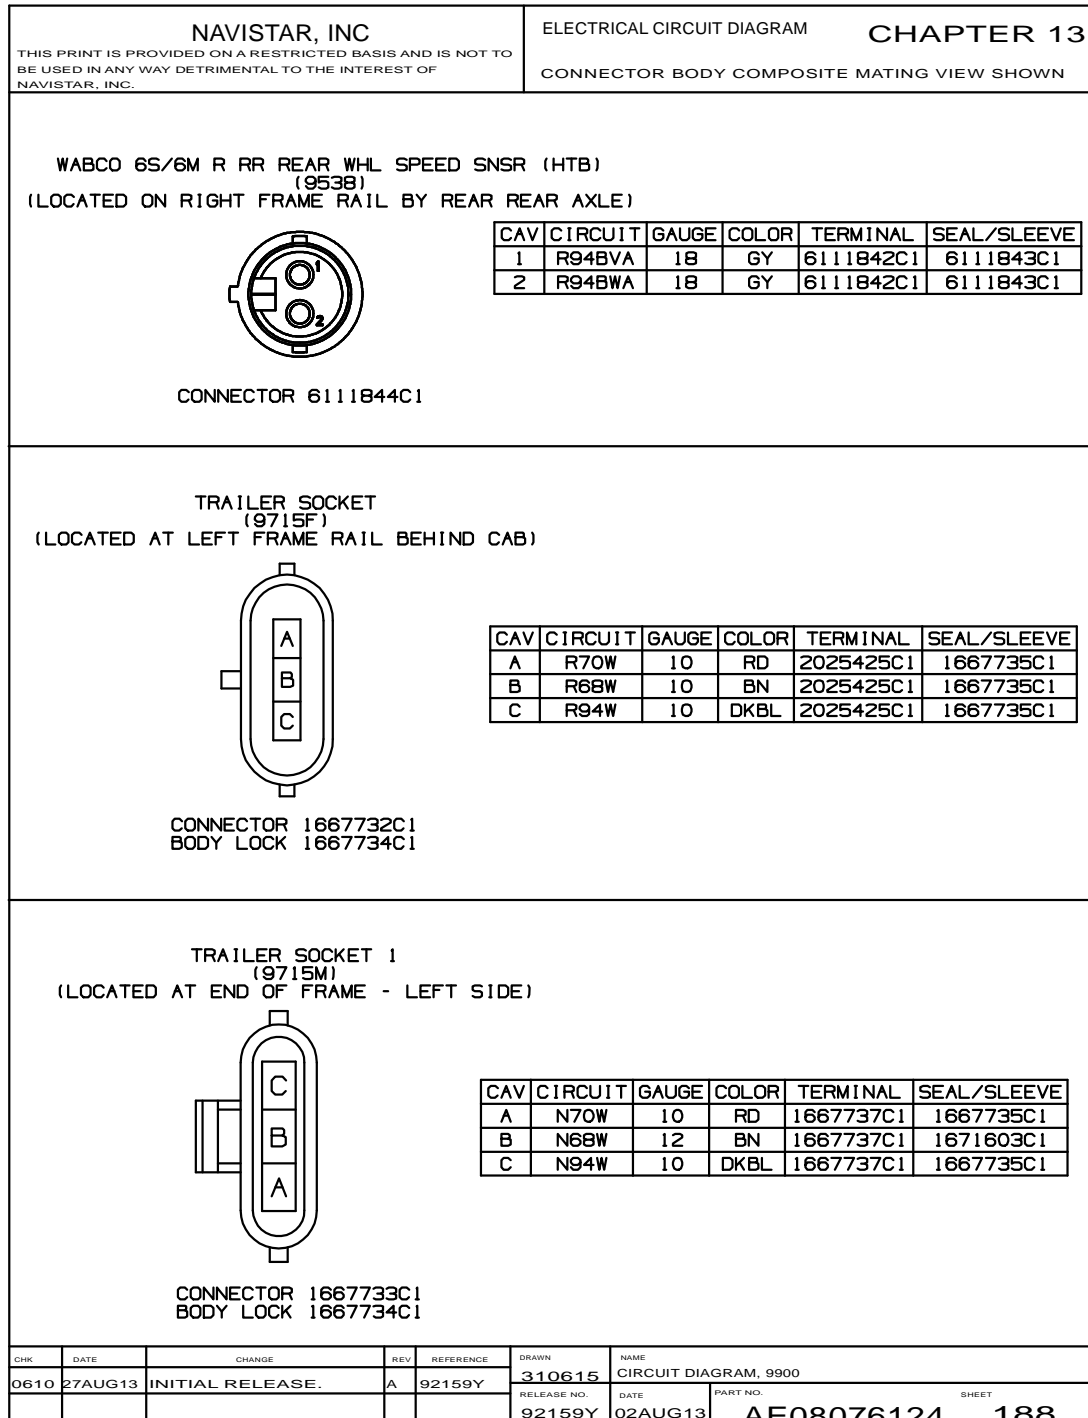 NAVISTAR, INC
THIS PRINT IS PROVIDED ON A RESTRICTED BASIS AND IS NOT TO
BE USED IN ANY WAY DETRIMENTAL TO THE INTEREST OF
NAVISTAR, INC.
ELECTRICAL CIRCUIT DIAGRAM CHAPTER 13
CONNECTOR BODY COMPOSITE MATING VIEW SHOWN
WABCO 6S/6M R RR REAR WHL SPEED SNSR (HTB)
(9538)
(LOCATED ON RIGHT FRAME RAIL BY REAR REAR AXLE)
1
2
CONNECTOR 6111844C1
CAV CIRCUIT GAUGE COLOR TERMINAL SEAL/SLEEVE
1 R94BVA 18 GY 6111842C1 6111843C1
2 R94BWA 18 GY 6111842C1 6111843C1
TRAILER SOCKET
(9715F)
(LOCATED AT LEFT FRAME RAIL BEHIND CAB)
A
B
C
CONNECTOR 1667732C1
BODY LOCK 1667734C1
CAV CIRCUIT GAUGE COLOR TERMINAL SEAL/SLEEVE
A R70W 10 RD 2025425C1 1667735C1
B R68W 10 BN 2025425C1 1667735C1
C R94W 10 DKBL 2025425C1 1667735C1
TRAILER SOCKET 1
(9715M)
(LOCATED AT END OF FRAME - LEFT SIDE)
C
B
A
CONNECTOR 1667733C1
BODY LOCK 1667734C1
CAV CIRCUIT GAUGE COLOR TERMINAL SEAL/SLEEVE
A N70W 10 RD 1667737C1 1667735C1
B N68W 12 BN 1667737C1 1671603C1
C N94W 10 DKBL 1667737C1 1667735C1
CHK DATE CHANGE REV REFERENCE
0610 27AUG13 INITIAL RELEASE. A 92159Y
DRAWN NAME
310615 CIRCUIT DIAGRAM, 9900
RELEASE NO. DATE PART NO. SHEET
92159Y 02AUG13 AE08076124 188